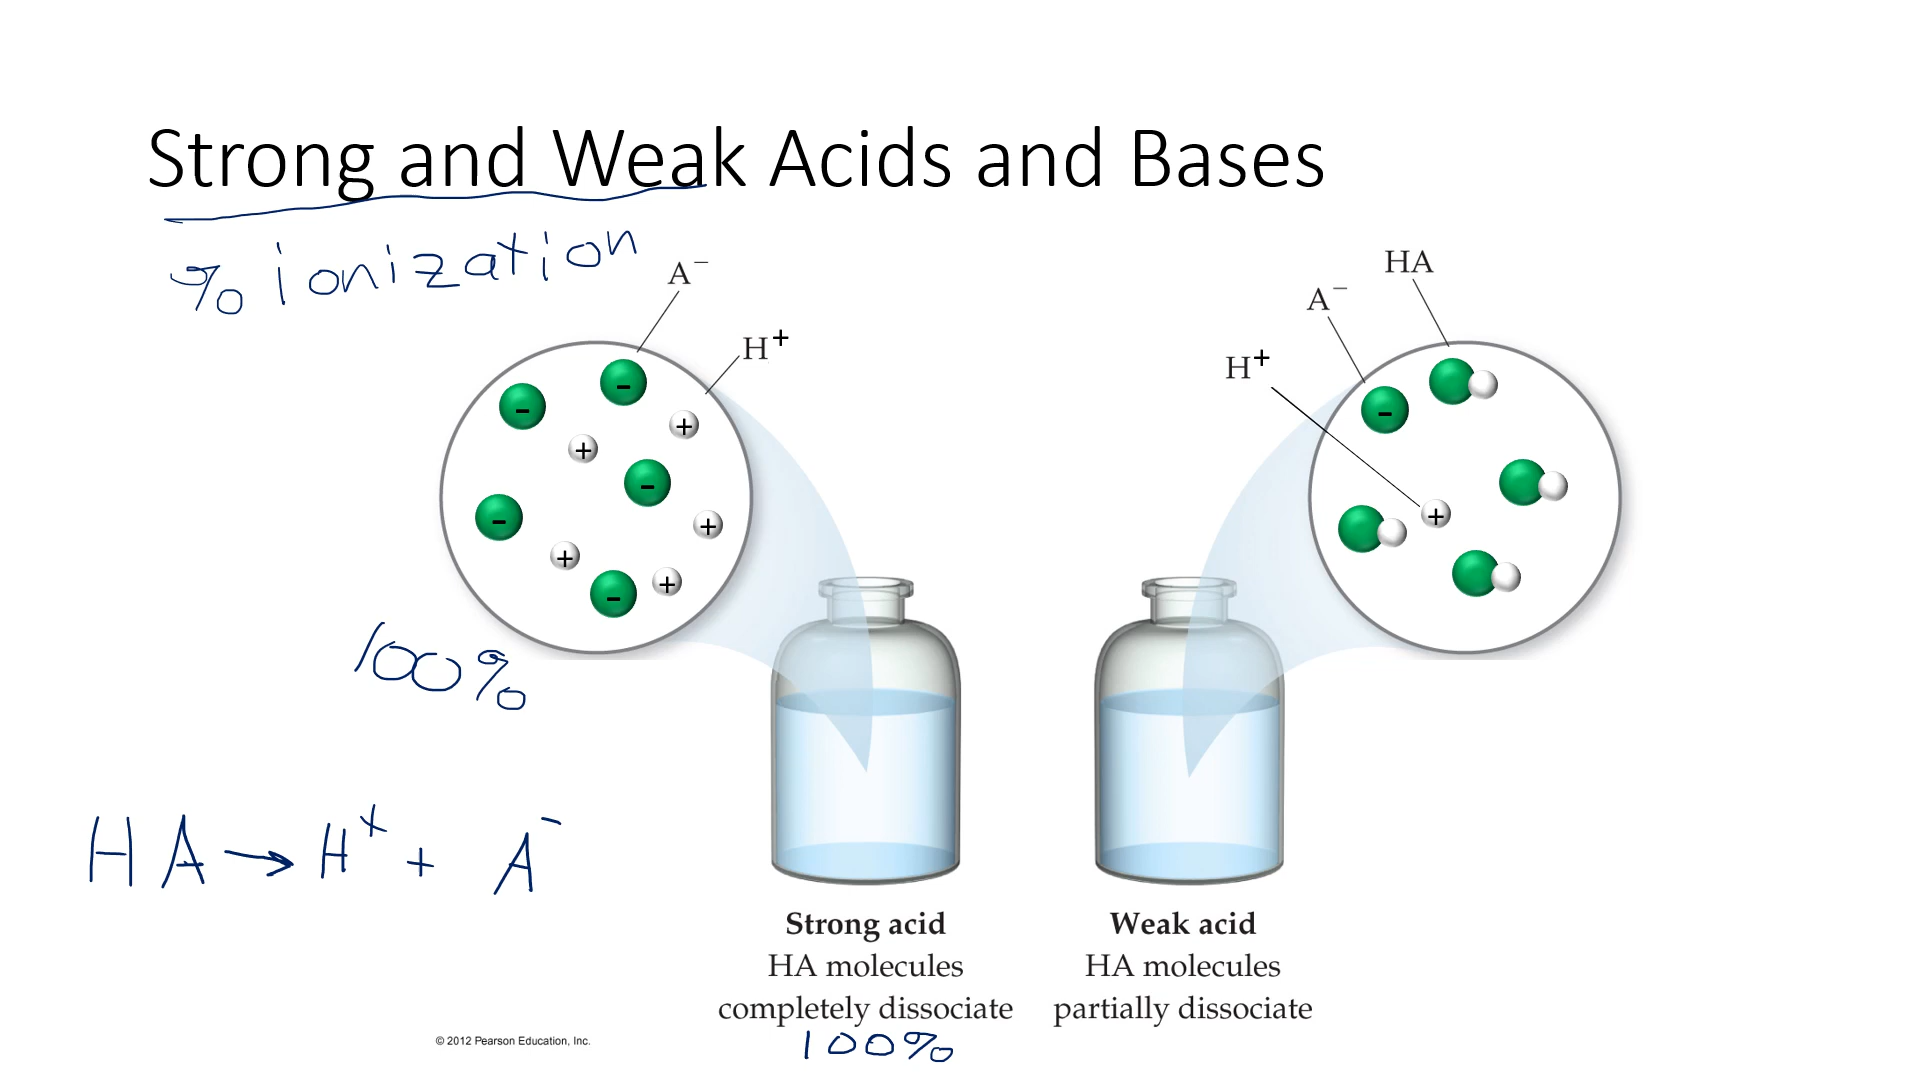 Strong and Weak Acids and Bases
% ionization
A⁻
H⁺
-
-
+
+
-
-
+
+
-
+
100%
HA → H⁺ + A⁻
HA
A⁻
H⁺
-
+
Strong acid
HA molecules
completely dissociate
100%
Weak acid
HA molecules
partially dissociate
© 2012 Pearson Education, Inc.